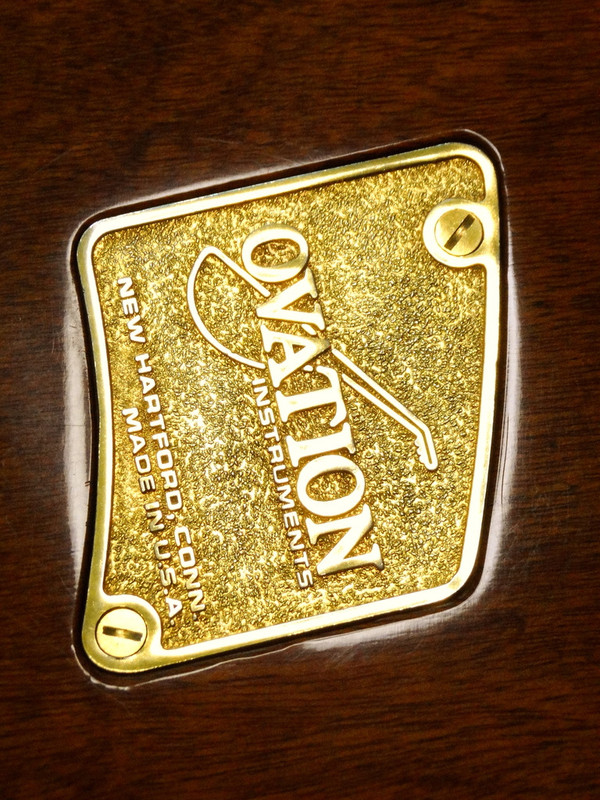 OVATION
INSTRUMENTS
NEW HARTFORD, CONN.
MADE IN U.S.A.